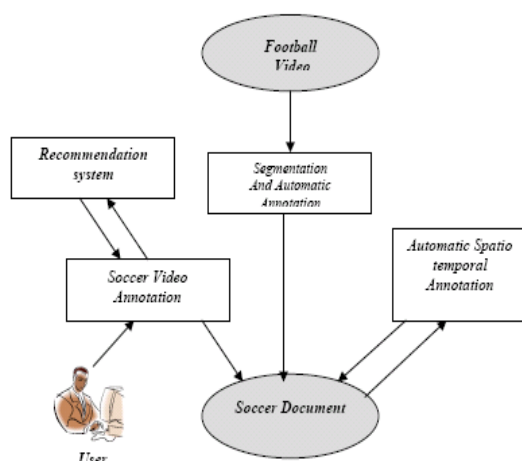 Football
Video
Recommendation
system
Segmentation
And Automatic
Annotation
Automatic Spatio
temporal
Annotation
Soccer Video
Annotation
Soccer Document
User